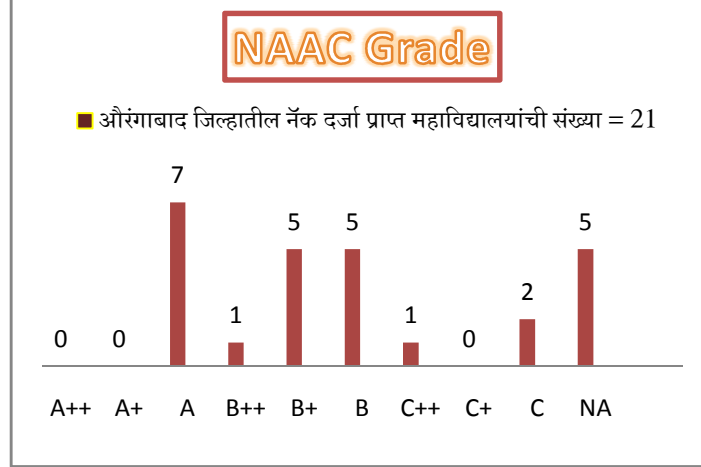 NAAC Grade
औरंगाबाद जिल्हातील नॅक दर्जा प्राप्त महाविद्यालयांची संख्या = 21
7
5 5 5
2
1 1
0 0 0
A++ A+ A B++ B+ B C++ C+ C NA